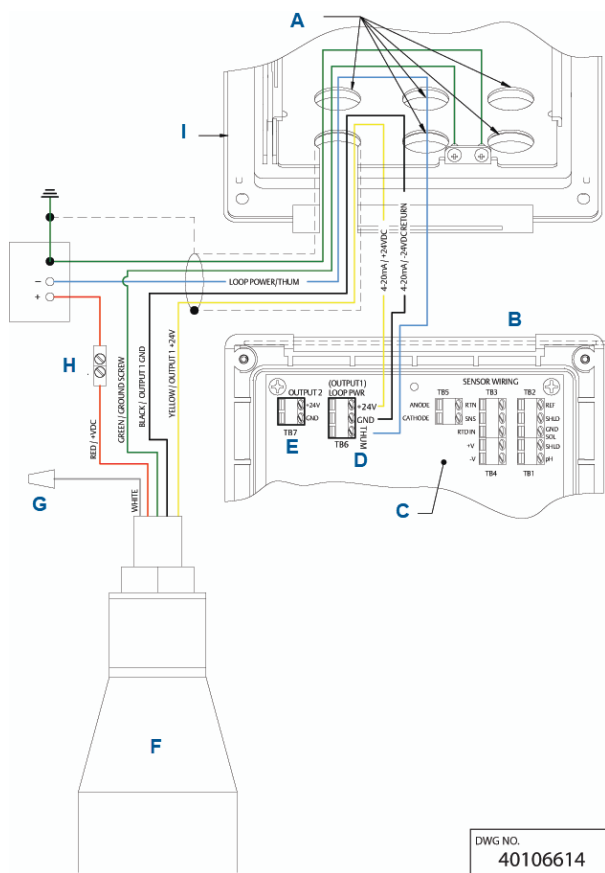 A
I
−
+
LOOP POWER/THUM
4-20mA / +24VDC
4-20mA / -24VDC RETURN
B
H
RED / +VDC
GREEN / GROUND SCREW
BLACK / OUTPUT 1 GND
YELLOW / OUTPUT 1 +24V
WHITE
G
OUTPUT 2
+24V
GND
TB7
E
(OUTPUT1)
LOOP PWR
+24V
GND
THUM
TB6
D
C
SENSOR WIRING
TB5
ANODE
CATHODE
TB3
RTN
SNS
RTD IN
+V
-V
TB4
TB2
REF
SHLD
GND
SOL
SHLD
pH
TB1
F
DWG NO.
40106614